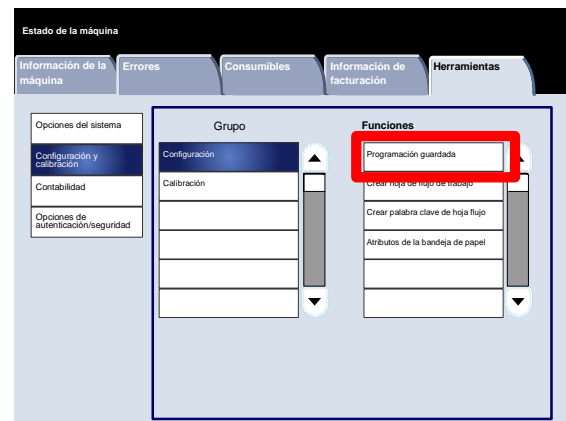 Estado de la máquina
Información de la
máquina
Errores
Consumibles
Información de
facturación
Herramientas
Opciones del sistema
Configuración y
calibración
Contabilidad
Opciones de
autenticación/seguridad
Grupo
Configuración
Calibración
Funciones
Programación guardada
Crear hoja de flujo de trabajo
Crear palabra clave de hoja flujo
Atributos de la bandeja de papel